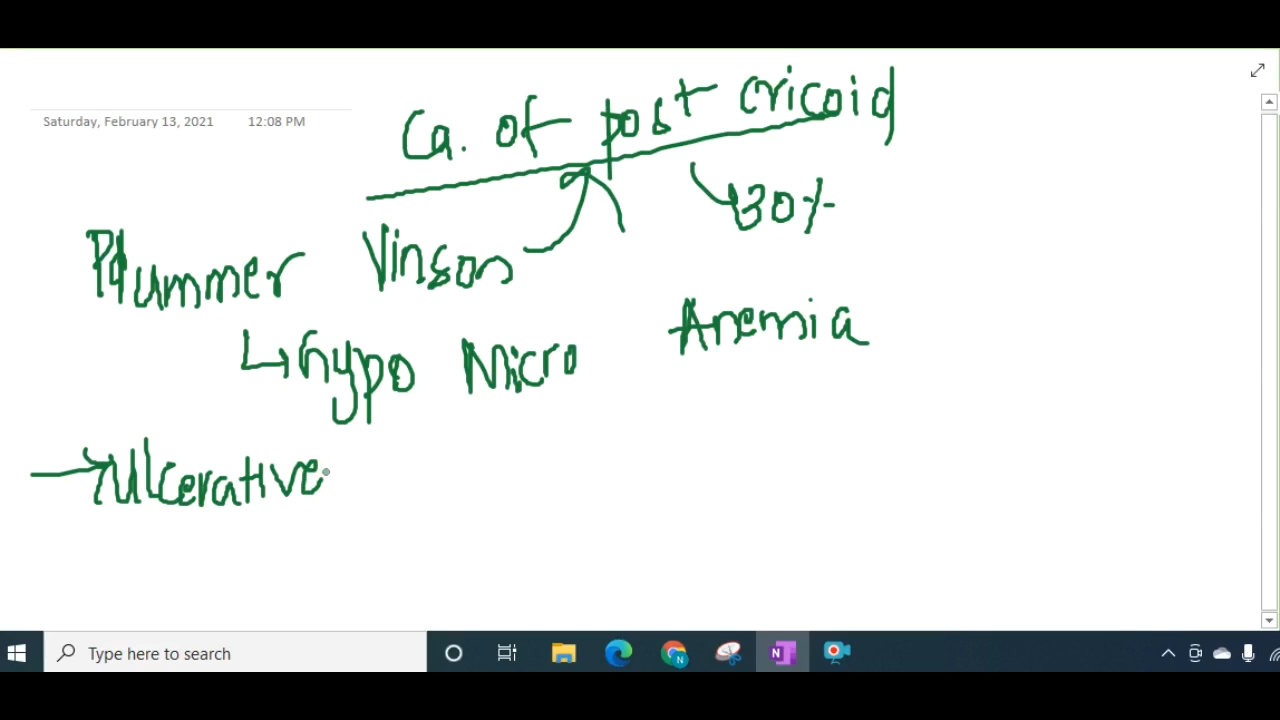 Saturday, February 13, 2021 12:08 PM
Ca. of post cricoid
30%
Plummer Vinson
Hypo Micro Anemia
Ulcerative
Type here to search